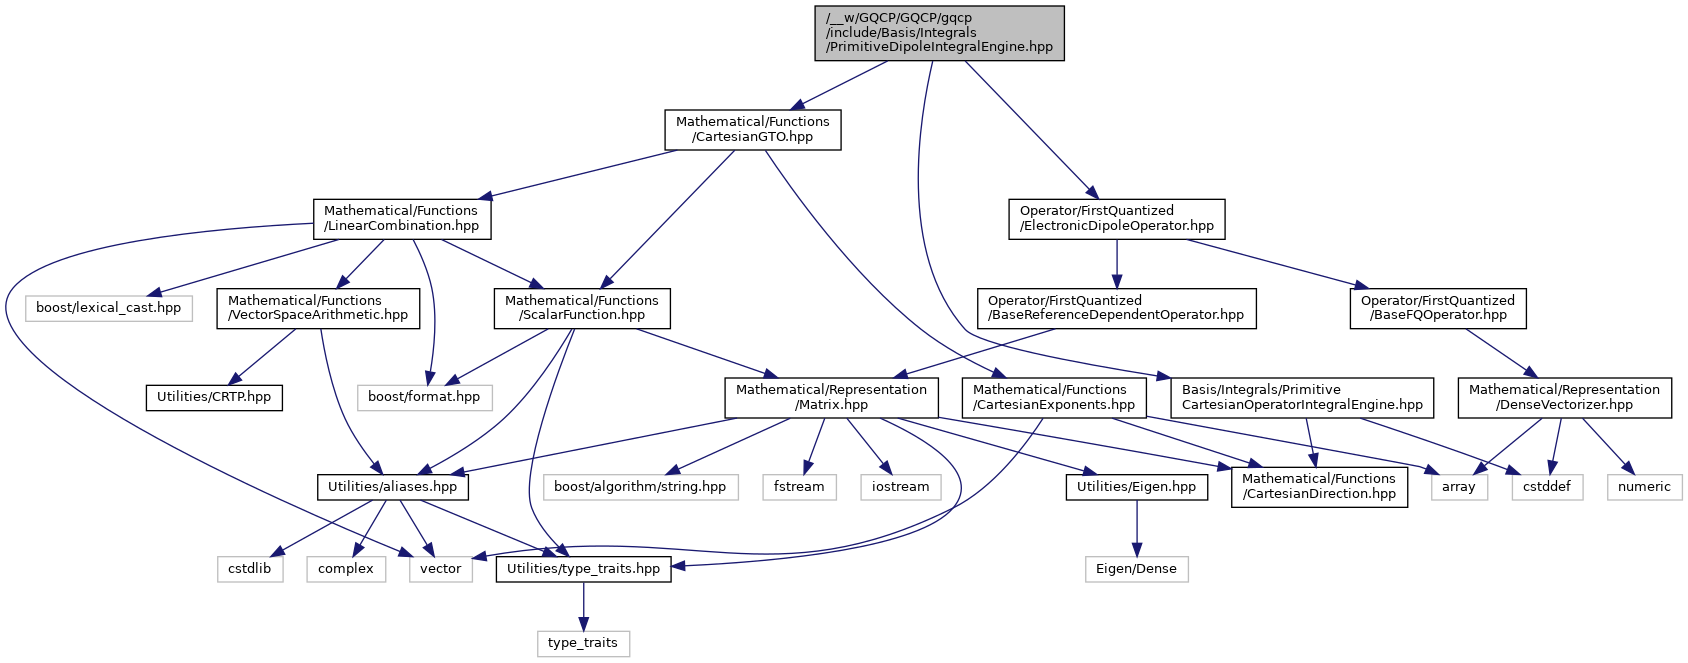 /__w/GQCP/GQCP/gqcp
/include/Basis/Integrals
/PrimitiveDipoleIntegralEngine.hpp
Mathematical/Functions
/CartesianGTO.hpp
Mathematical/Functions
/LinearCombination.hpp
Operator/FirstQuantized
/ElectronicDipoleOperator.hpp
boost/lexical_cast.hpp
Mathematical/Functions
/VectorSpaceArithmetic.hpp
Mathematical/Functions
/ScalarFunction.hpp
Operator/FirstQuantized
/BaseReferenceDependentOperator.hpp
Operator/FirstQuantized
/BaseFQOperator.hpp
Utilities/CRTP.hpp
boost/format.hpp
Mathematical/Representation
/Matrix.hpp
Mathematical/Functions
/CartesianExponents.hpp
Basis/Integrals/Primitive
CartesianOperatorIntegralEngine.hpp
Mathematical/Representation
/DenseVectorizer.hpp
Utilities/aliases.hpp
boost/algorithm/string.hpp
fstream
iostream
Utilities/Eigen.hpp
Mathematical/Functions
/CartesianDirection.hpp
array
cstddef
numeric
cstdlib
complex
vector
Utilities/type_traits.hpp
Eigen/Dense
type_traits